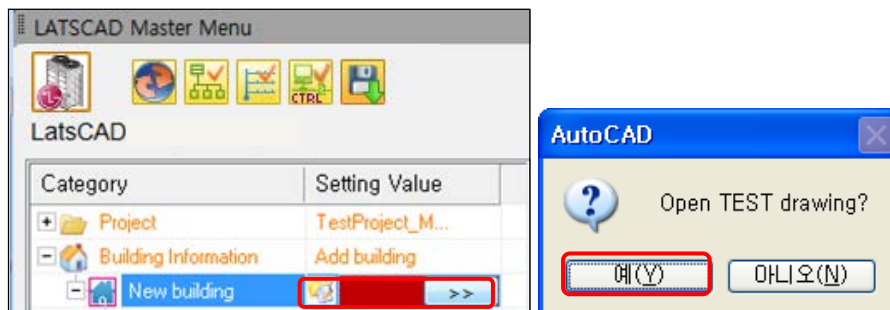 LATSCAD Master Menu
CTRL
LatsCAD
Category Setting Value
Project TestProject_M...
Building Information Add building
New building >>
AutoCAD
Open TEST drawing?
예(Y) 아니오(N)